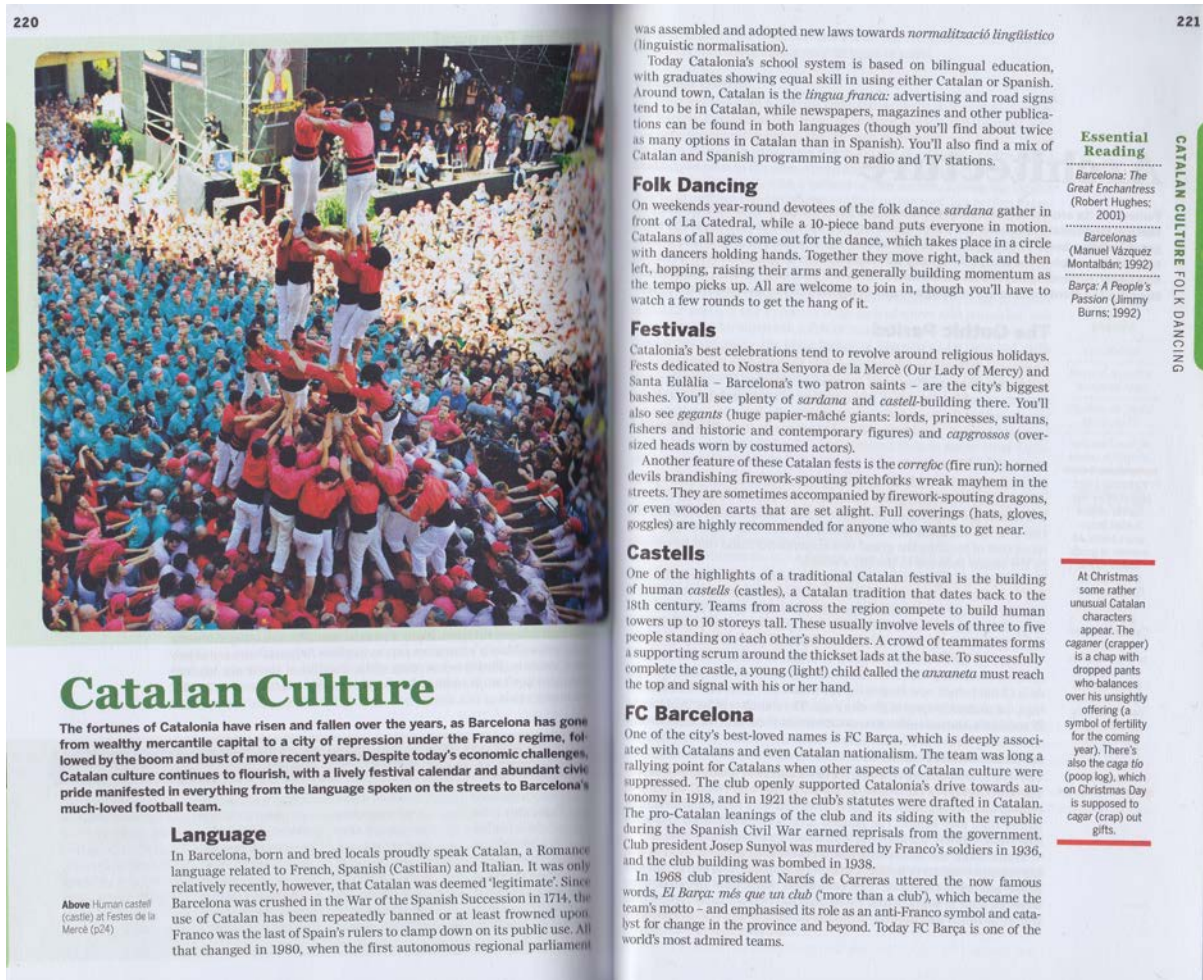 220
Catalan Culture
The fortunes of Catalonia have risen and fallen over the years, as Barcelona has gone
from wealthy mercantile capital to a city of repression under the Franco regime, fol-
lowed by the boom and bust of more recent years. Despite today's economic challenges,
Catalan culture continues to flourish, with a lively festival calendar and abundant civic
pride manifested in everything from the language spoken on the streets to Barcelona's
much-loved football team.
Language
In Barcelona, born and bred locals proudly speak Catalan, a Romance
language related to French, Spanish (Castilian) and Italian. It was only
relatively recently, however, that Catalan was deemed 'legitimate'. Since
Barcelona was crushed in the War of the Spanish Succession in 1714, the
use of Catalan has been repeatedly banned or at least frowned upon.
Franco was the last of Spain's rulers to clamp down on its public use. All
that changed in 1980, when the first autonomous regional parliament
Above Human castell
(castle) at Festes de la
Mercè (p24)
221
was assembled and adopted new laws towards normalització lingüístico
(linguistic normalisation).
Today Catalonia's school system is based on bilingual education,
with graduates showing equal skill in using either Catalan or Spanish.
Around town, Catalan is the lingua franca: advertising and road signs
tend to be in Catalan, while newspapers, magazines and other publica-
tions can be found in both languages (though you'll find about twice
as many options in Catalan than in Spanish). You'll also find a mix of
Catalan and Spanish programming on radio and TV stations.
Folk Dancing
On weekends year-round devotees of the folk dance sardana gather in
front of La Catedral, while a 10-piece band puts everyone in motion.
Catalans of all ages come out for the dance, which takes place in a circle
with dancers holding hands. Together they move right, back and then
left, hopping, raising their arms and generally building momentum as
the tempo picks up. All are welcome to join in, though you'll have to
watch a few rounds to get the hang of it.
Festivals
Catalonia's best celebrations tend to revolve around religious holidays.
Fests dedicated to Nostra Senyora de la Mercè (Our Lady of Mercy) and
Santa Eulàlia – Barcelona's two patron saints – are the city's biggest
bashes. You'll see plenty of sardana and castell-building there. You'll
also see gegants (huge papier-mâché giants: lords, princesses, sultans,
fishers and historic and contemporary figures) and capgrossos (over-
sized heads worn by costumed actors).
Another feature of these Catalan fests is the correfoc (fire run): horned
devils brandishing firework-spouting pitchforks wreak mayhem in the
streets. They are sometimes accompanied by firework-spouting dragons,
or even wooden carts that are set alight. Full coverings (hats, gloves,
goggles) are highly recommended for anyone who wants to get near.
Castells
One of the highlights of a traditional Catalan festival is the building
of human castells (castles), a Catalan tradition that dates back to the
18th century. Teams from across the region compete to build human
towers up to 10 storeys tall. These usually involve levels of three to five
people standing on each other's shoulders. A crowd of teammates forms
a supporting scrum around the thickset lads at the base. To successfully
complete the castle, a young (light!) child called the anxaneta must reach
the top and signal with his or her hand.
FC Barcelona
One of the city's best-loved names is FC Barça, which is deeply associ-
ated with Catalans and even Catalan nationalism. The team was long a
rallying point for Catalans when other aspects of Catalan culture were
suppressed. The club openly supported Catalonia's drive towards au-
tonomy in 1918, and in 1921 the club's statutes were drafted in Catalan.
The pro-Catalan leanings of the club and its siding with the republic
during the Spanish Civil War earned reprisals from the government.
Club president Josep Sunyol was murdered by Franco's soldiers in 1936,
and the club building was bombed in 1938.
In 1968 club president Narcís de Carreras uttered the now famous
words, El Barça: més que un club ('more than a club'), which became the
team's motto – and emphasised its role as an anti-Franco symbol and cata-
lyst for change in the province and beyond. Today FC Barça is one of the
world's most admired teams.
Essential
Reading
Barcelona: The
Great Enchantress
(Robert Hughes;
2001)
Barcelonas
(Manuel Vázquez
Montalbán; 1992)
Barça: A People's
Passion (Jimmy
Burns; 1992)
At Christmas
some rather
unusual Catalan
characters
appear. The
caganer (crapper)
is a chap with
dropped pants
who balances
over his unsightly
offering (a
symbol of fertility
for the coming
year). There's
also the caga tío
(poop log), which
on Christmas Day
is supposed to
cagar (crap) out
gifts.
CATALAN CULTURE FOLK DANCING